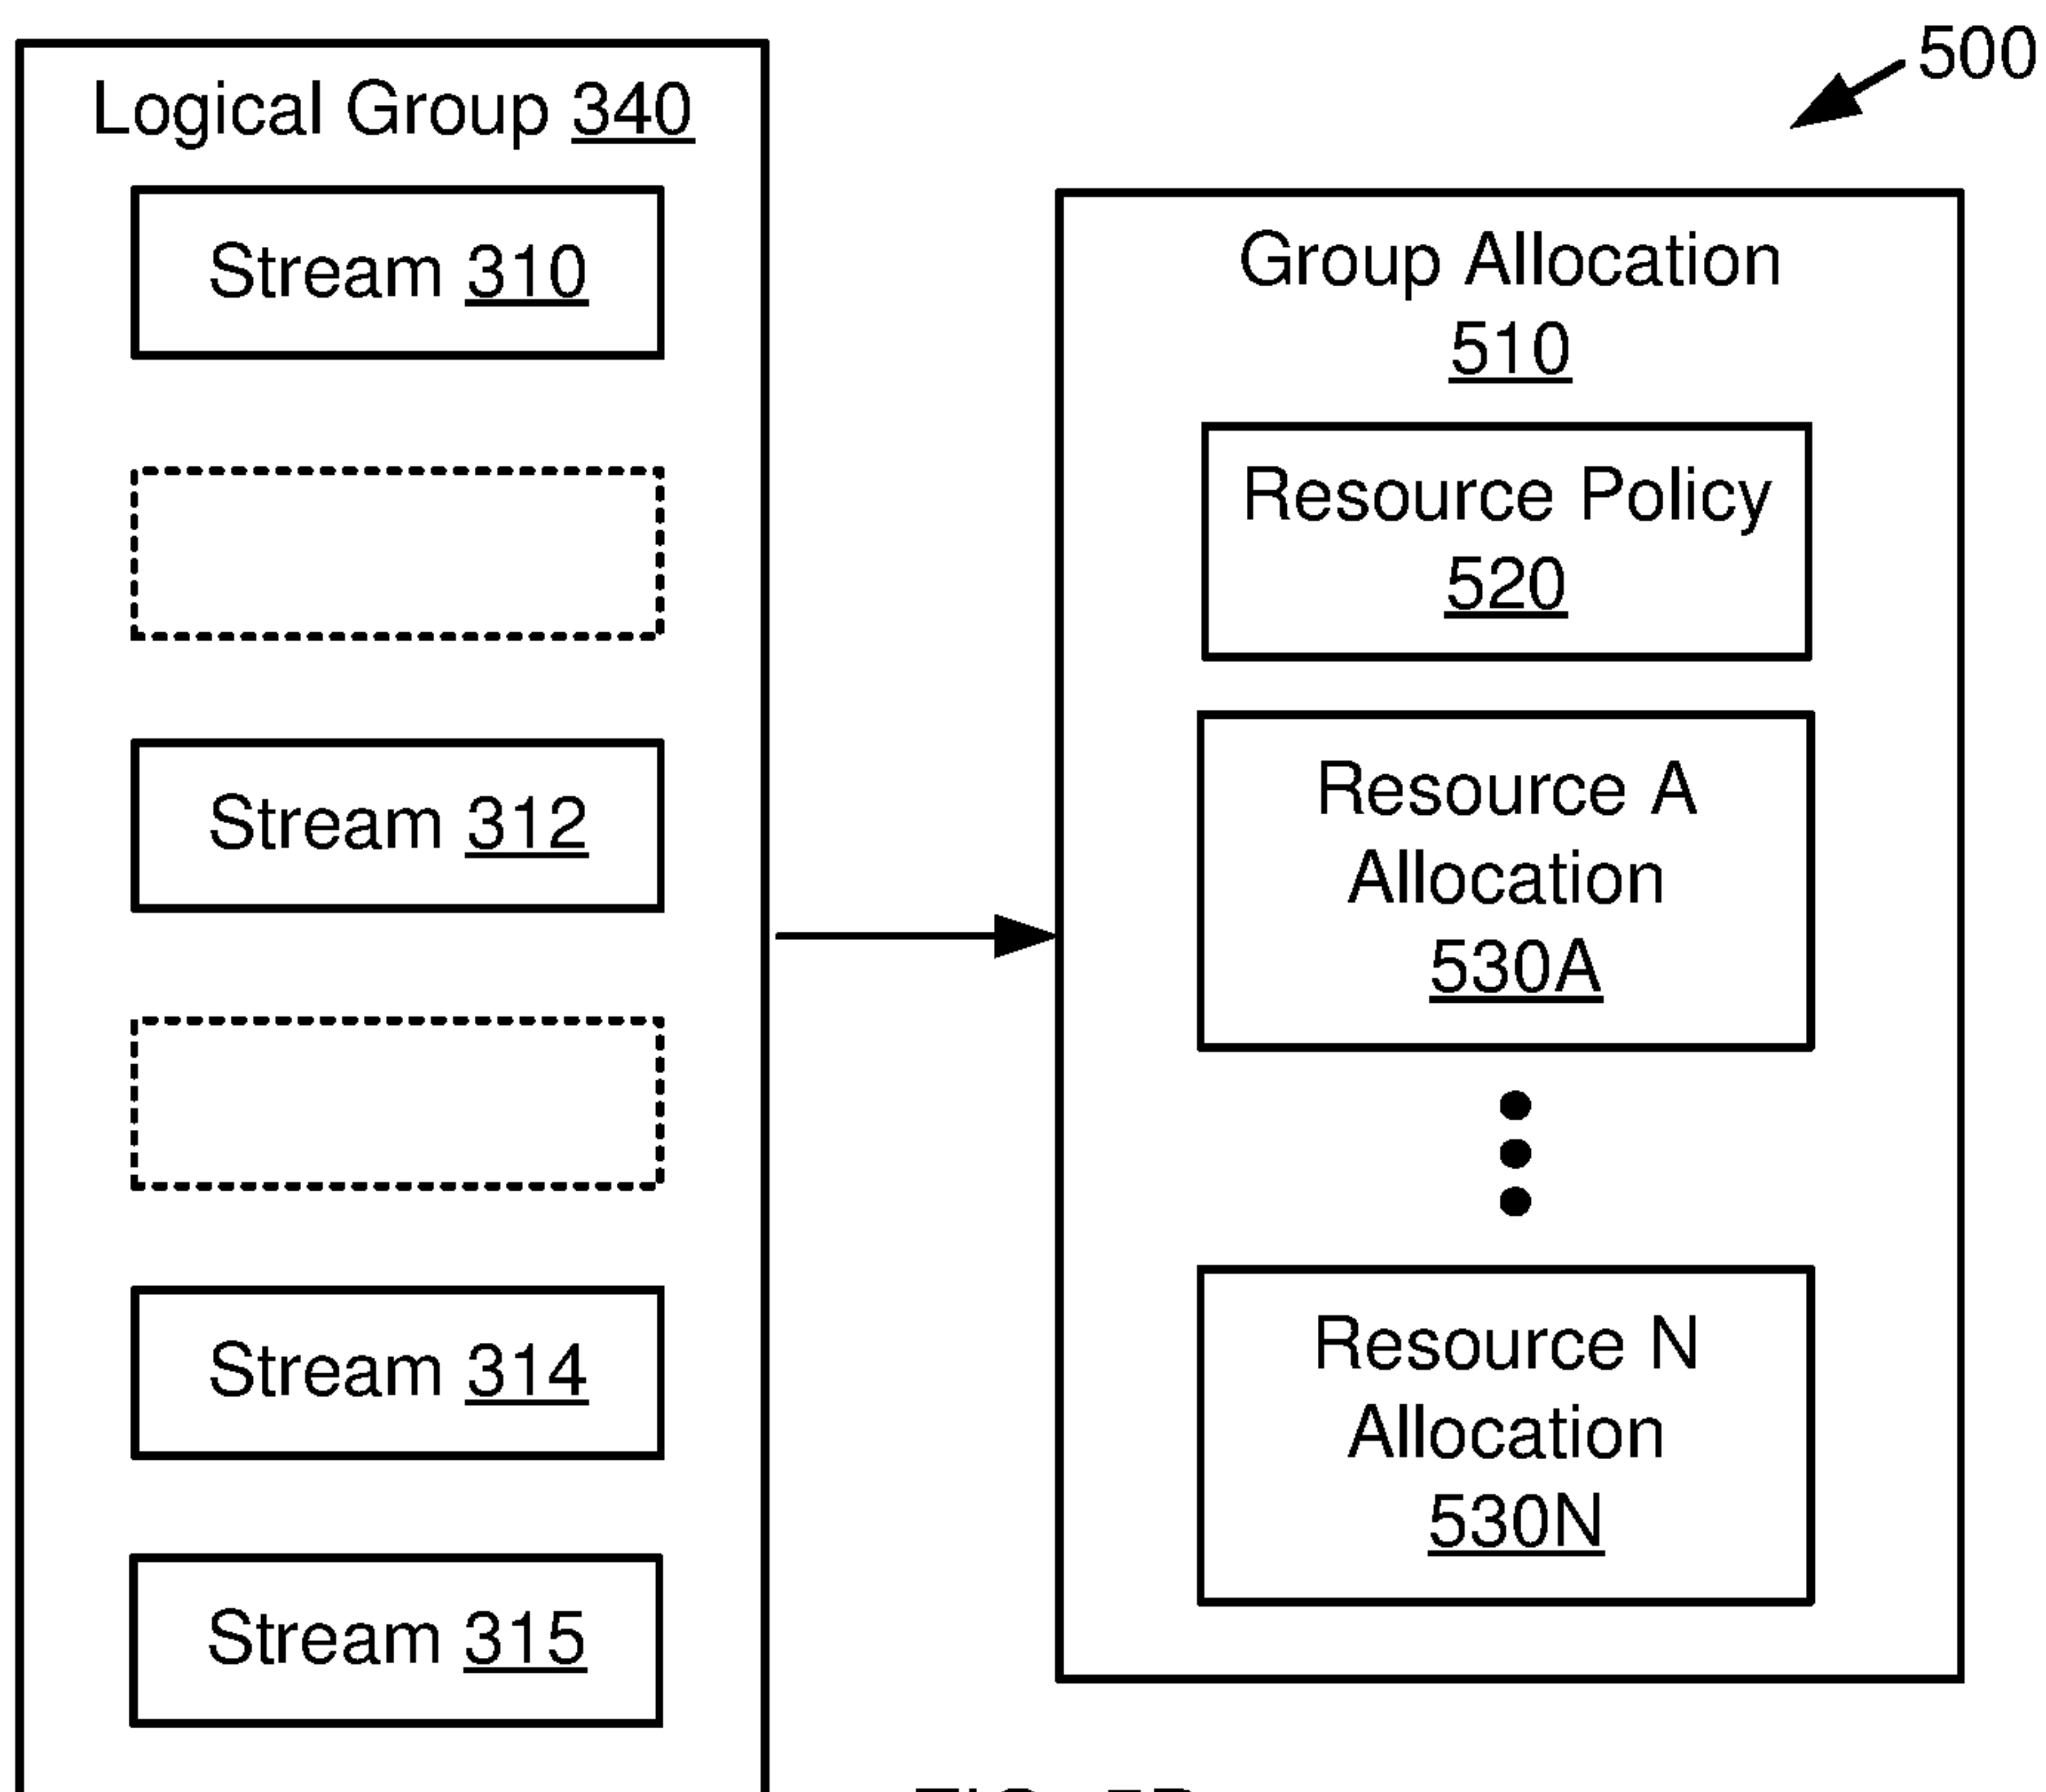 500
Logical Group 340
Stream 310
Stream 312
Stream 314
Stream 315
Group Allocation
510
Resource Policy
520
Resource A
Allocation
530A
Resource N
Allocation
530N